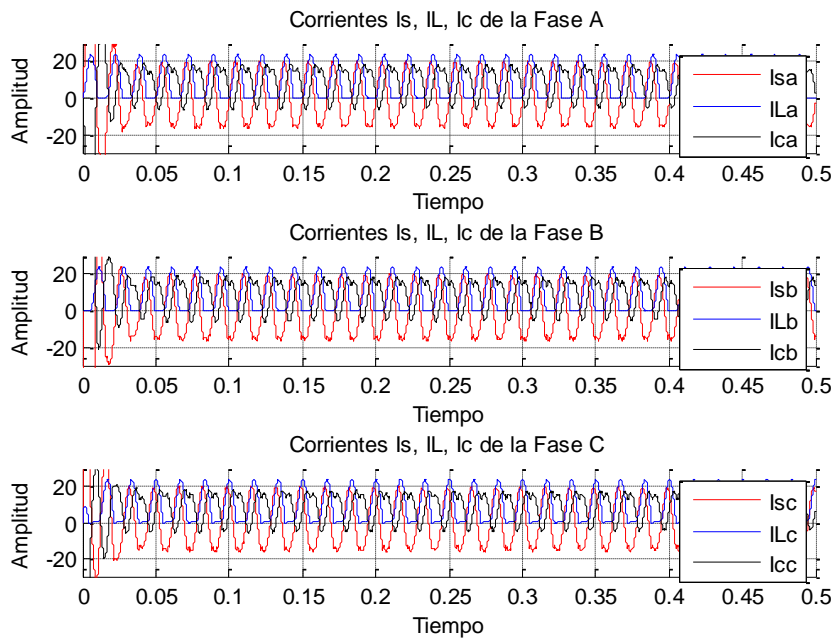 Corrientes Is, IL, Ic de la Fase A
Amplitud
20
0
-20
Isa
ILa
Ica
0 0.05 0.1 0.15 0.2 0.25 0.3 0.35 0.4 0.45 0.5
Tiempo
Corrientes Is, IL, Ic de la Fase B
Amplitud
20
0
-20
Isb
ILb
Icb
0 0.05 0.1 0.15 0.2 0.25 0.3 0.35 0.4 0.45 0.5
Tiempo
Corrientes Is, IL, Ic de la Fase C
Amplitud
20
0
-20
Isc
ILc
Icc
0 0.05 0.1 0.15 0.2 0.25 0.3 0.35 0.4 0.45 0.5
Tiempo